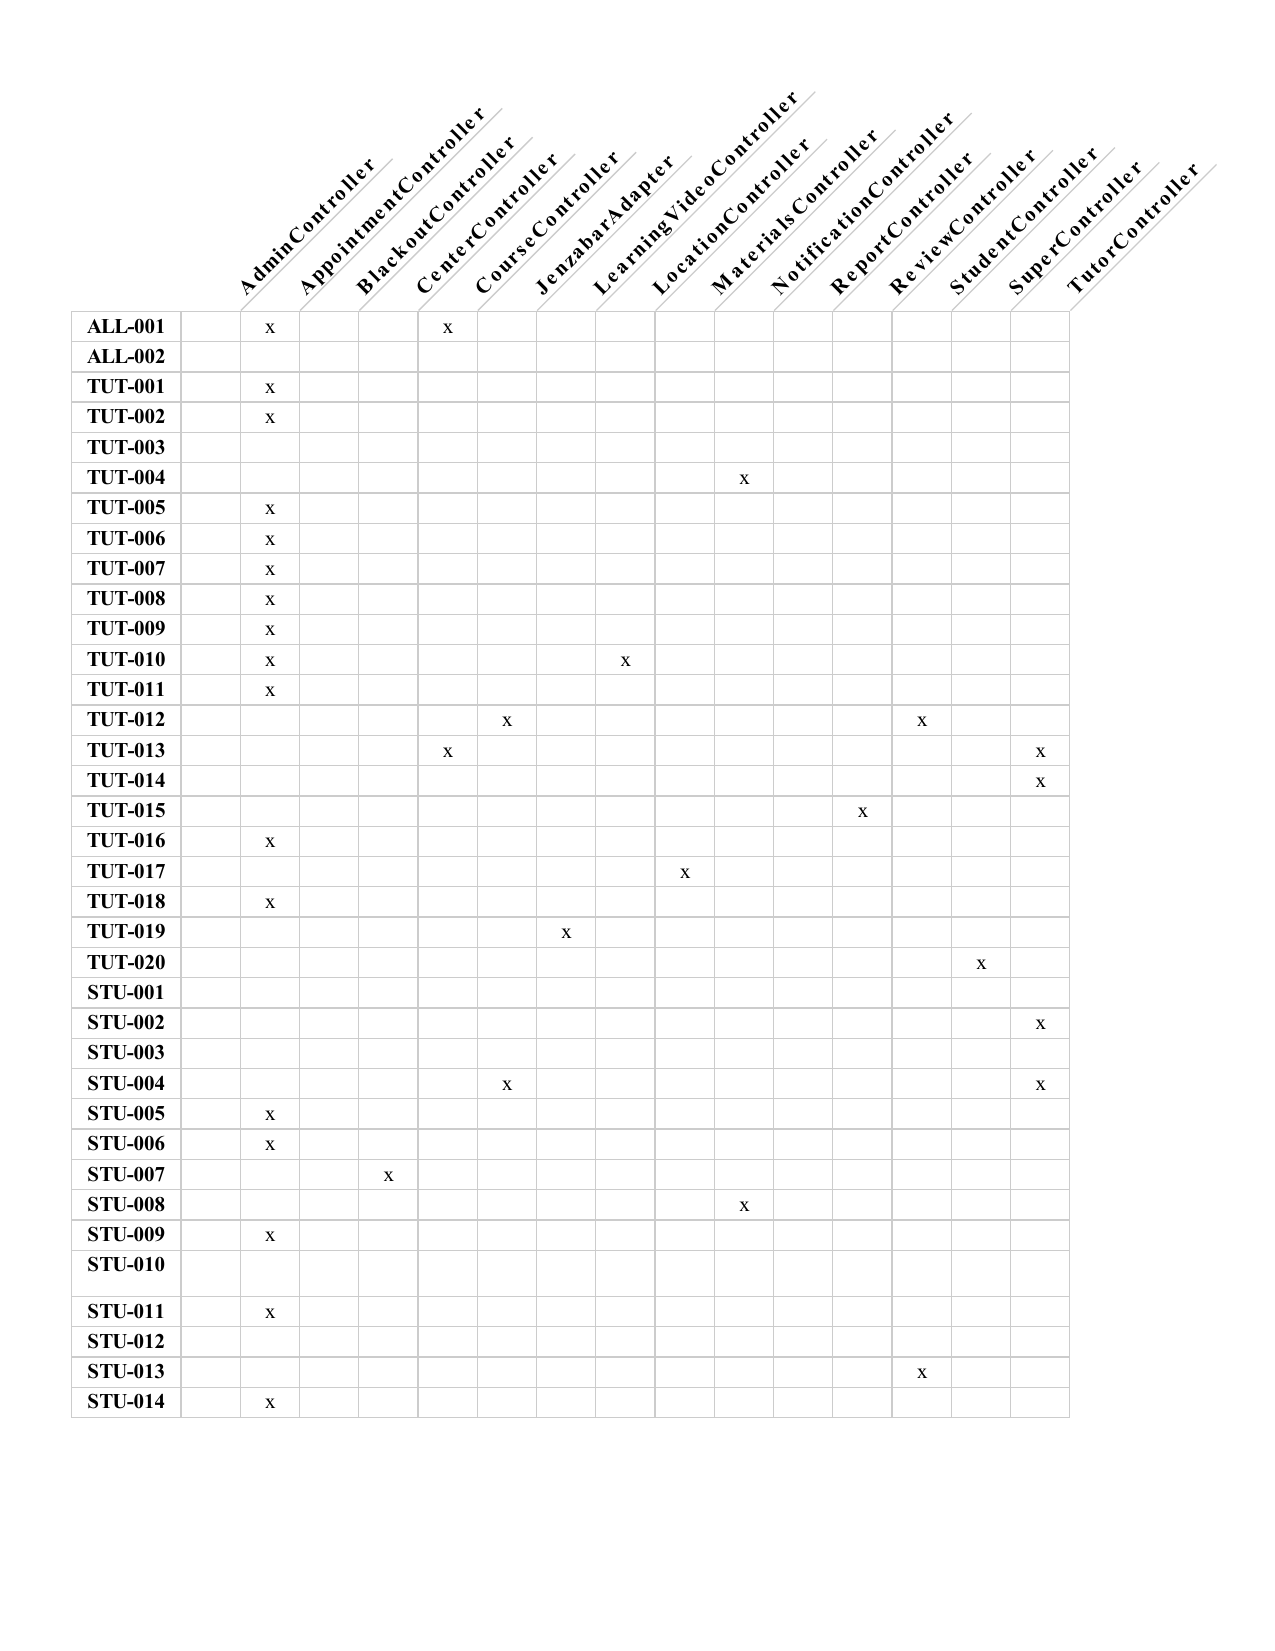 AdminController
AppointmentController
BlackoutController
CenterController
CourseController
JenzabarAdapter
LearningVideoController
LocationController
MaterialsController
NotificationController
ReportController
ReviewController
StudentController
SuperController
TutorController
ALL-001 x x
ALL-002
TUT-001 x
TUT-002 x
TUT-003
TUT-004 x
TUT-005 x
TUT-006 x
TUT-007 x
TUT-008 x
TUT-009 x
TUT-010 x x
TUT-011 x
TUT-012 x x
TUT-013 x x
TUT-014 x
TUT-015 x
TUT-016 x
TUT-017 x
TUT-018 x
TUT-019 x
TUT-020 x
STU-001
STU-002 x
STU-003
STU-004 x x
STU-005 x
STU-006 x
STU-007 x
STU-008 x
STU-009 x
STU-010
STU-011 x
STU-012
STU-013 x
STU-014 x